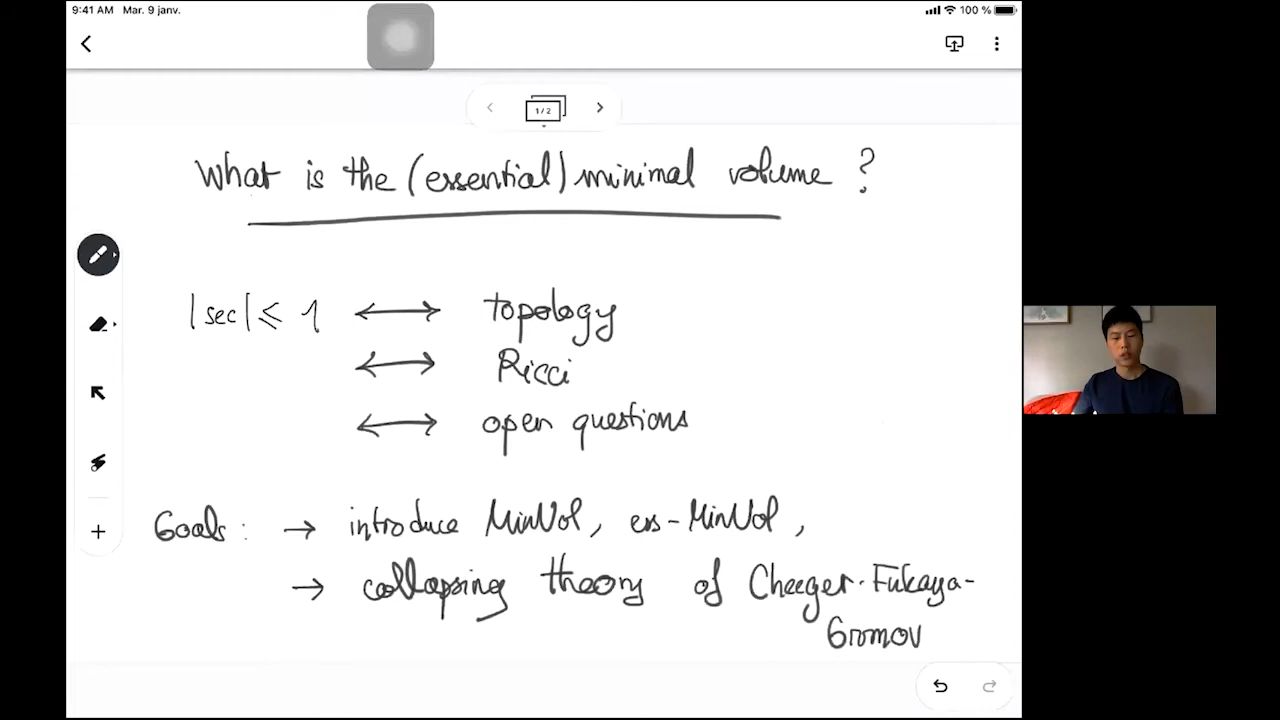 9:41 AM Mar. 9 janv. 100 %
1/2
What is the (essential) minimal volume ?
|sec| ⩽ 1 ⟷ topology
⟷ Ricci
⟷ open questions
Goals : → introduce MinVol, ess-MinVol,
→ collapsing theory of Cheeger-Fukaya-
Gromov